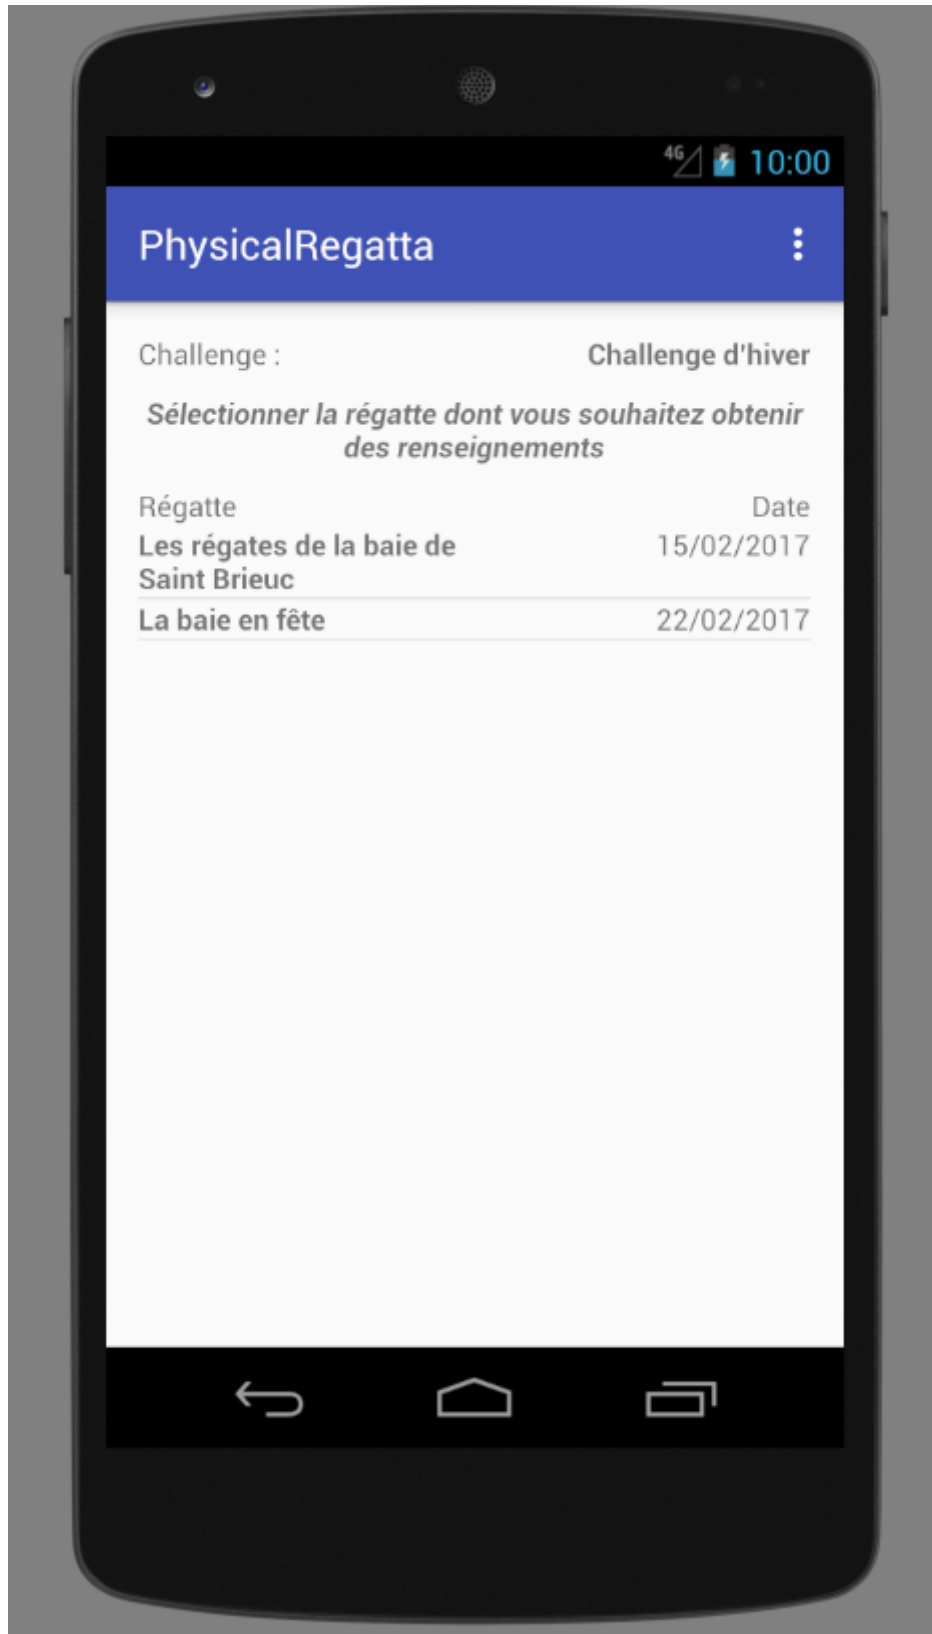 4G 10:00
PhysicalRegatta
Challenge : Challenge d'hiver
Sélectionner la régatte dont vous souhaitez obtenir
des renseignements
Régatte Date
Les régates de la baie de 15/02/2017
Saint Brieuc
La baie en fête 22/02/2017